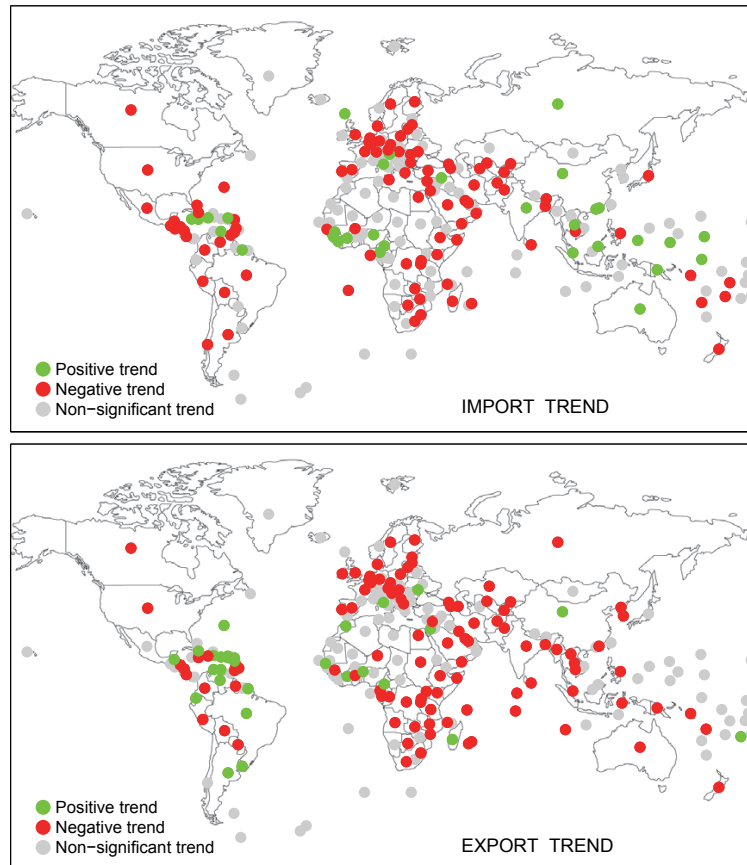 Positive trend
Negative trend
Non−significant trend
IMPORT TREND
Positive trend
Negative trend
Non−significant trend
EXPORT TREND